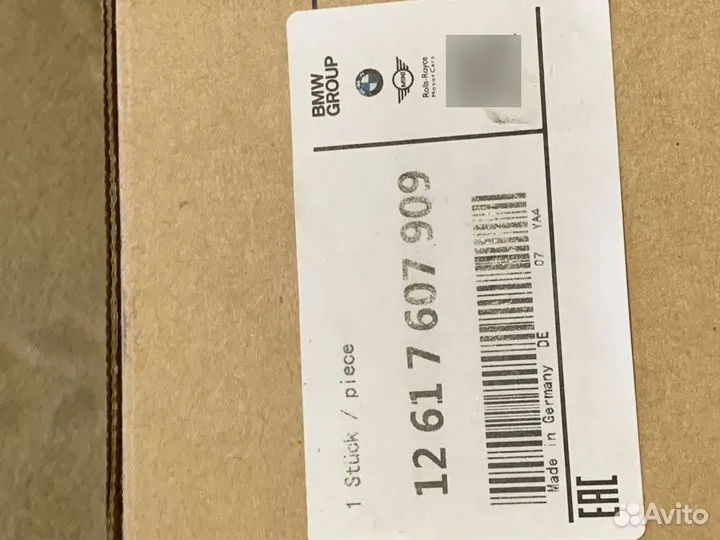 BMW
GROUP
MINI
Rolls-Royce
Motor Cars
1 Stück / piece
12 61 7 607 909
07 YA4
Made in Germany DE
EAC
Avito